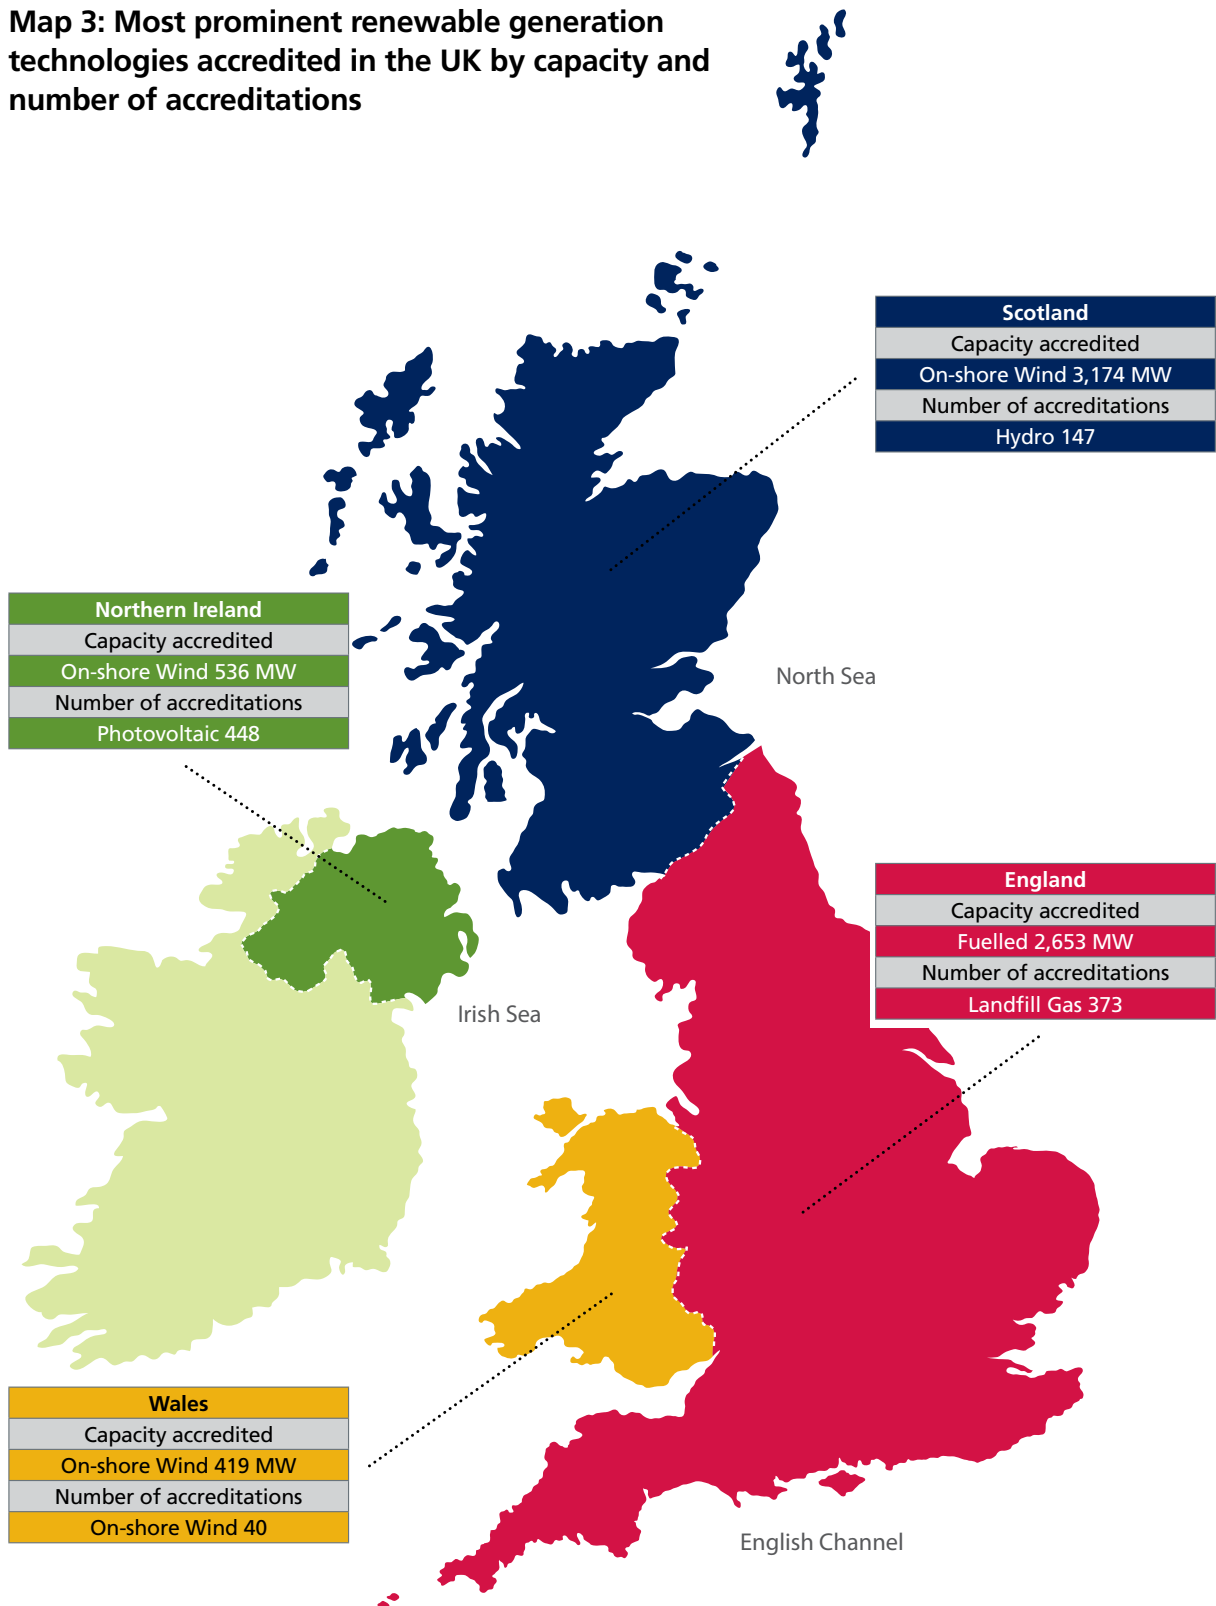 Map 3: Most prominent renewable generation
technologies accredited in the UK by capacity and
number of accreditations
Scotland
Capacity accredited
On-shore Wind 3,174 MW
Number of accreditations
Hydro 147
Northern Ireland
Capacity accredited
On-shore Wind 536 MW
Number of accreditations
Photovoltaic 448
North Sea
England
Capacity accredited
Fuelled 2,653 MW
Number of accreditations
Landfill Gas 373
Irish Sea
Wales
Capacity accredited
On-shore Wind 419 MW
Number of accreditations
On-shore Wind 40
English Channel